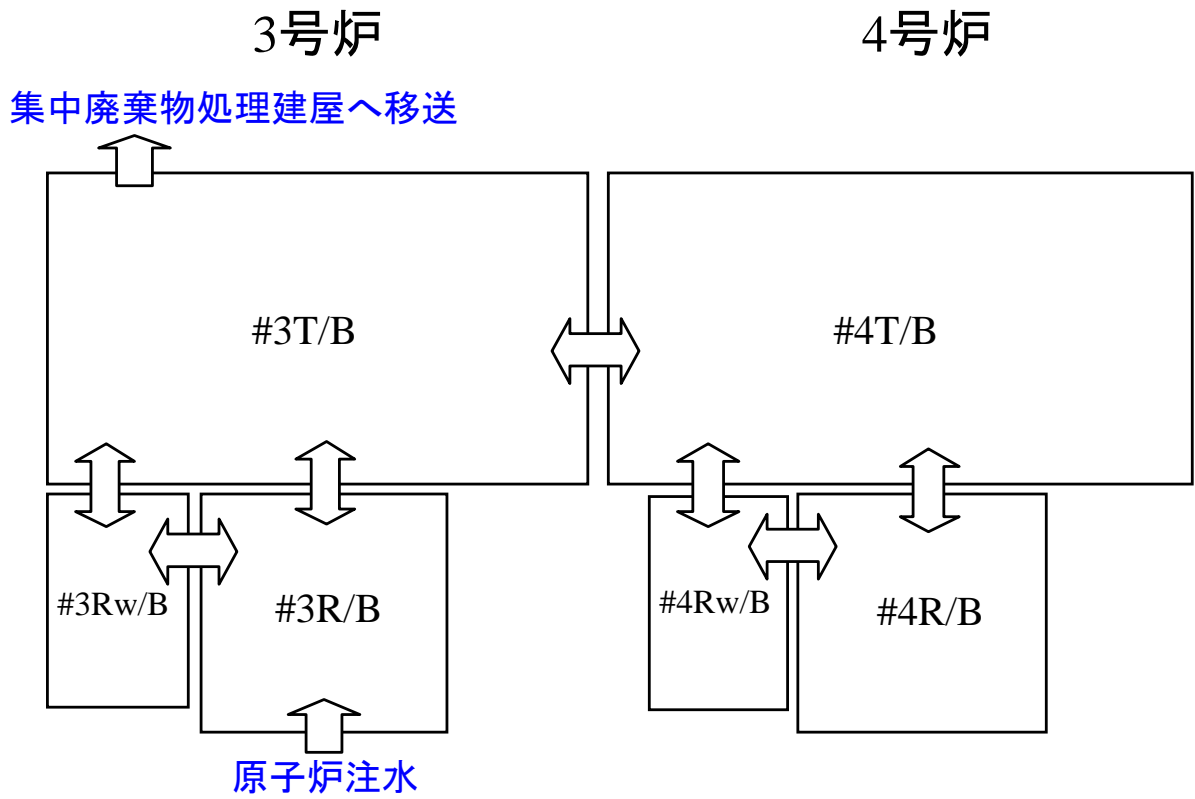 3号炉
4号炉
集中廃棄物処理建屋へ移送
#3T/B
#4T/B
#3Rw/B
#3R/B
#4Rw/B
#4R/B
原子炉注水